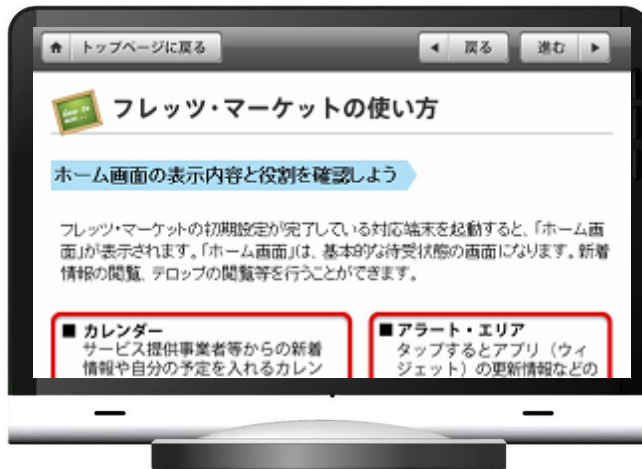 トップページに戻る
戻る
進む
フレッツ・マーケットの使い方
ホーム画面の表示内容と役割を確認しよう
フレッツ・マーケットの初期設定が完了している対応端末を起動すると、「ホーム画
面」が表示されます。「ホーム画面」は、基本的な待受状態の画面になります。新着
情報の閲覧、テロップの閲覧等を行うことができます。
■ カレンダー
サービス提供事業者等からの新着
情報や自分の予定を入れるカレン
■ アラート・エリア
タップするとアプリ（ウィ
ジェット）の更新情報などの